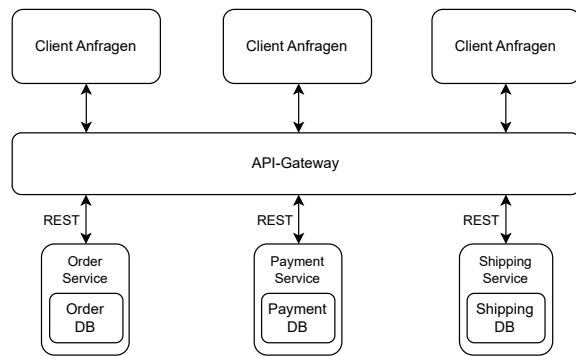 Client Anfragen
Client Anfragen
Client Anfragen
API-Gateway
REST
REST
REST
Order
Service
Order
DB
Payment
Service
Payment
DB
Shipping
Service
Shipping
DB